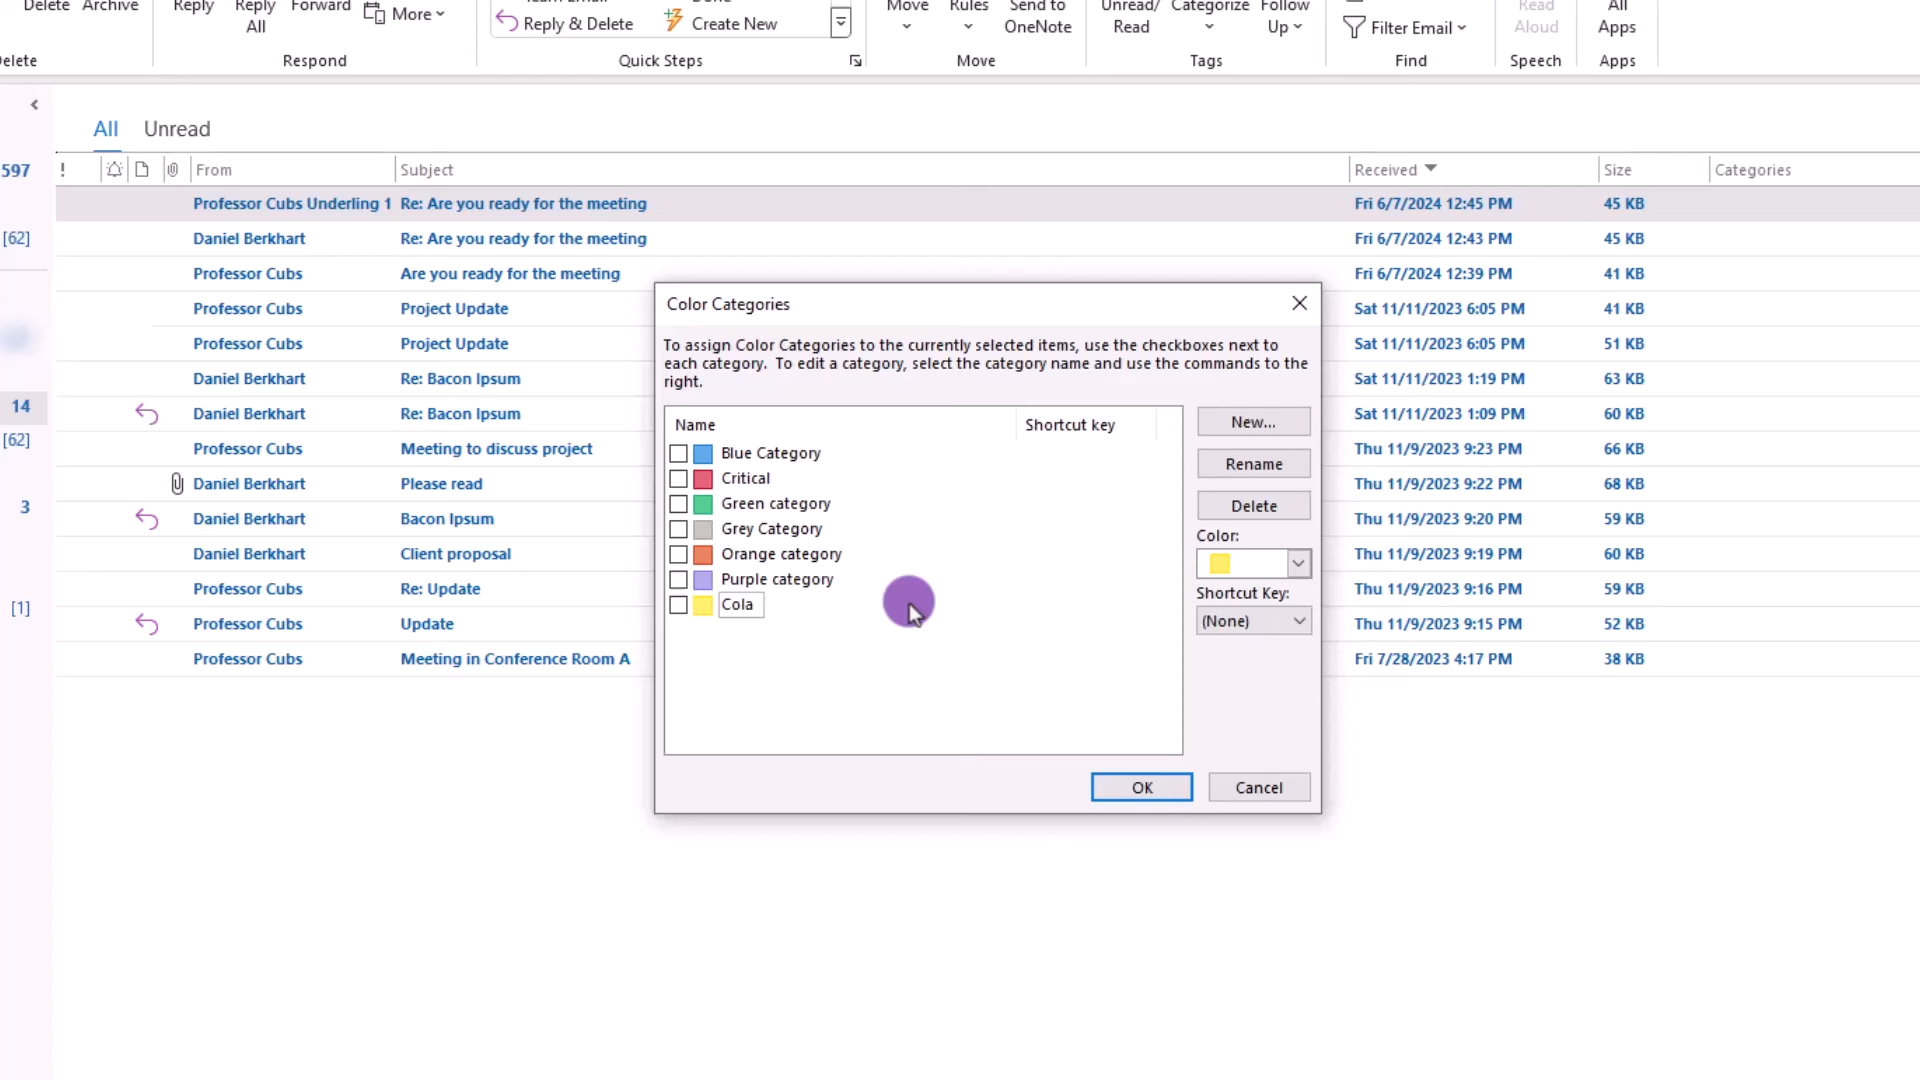 Delete Archive Reply Reply All Forward More Reply & Delete Create New Move Rules Send to OneNote Unread/ Read Categorize Follow Up Filter Email Read Aloud All Apps
elete Respond Quick Steps Move Tags Find Speech Apps
All Unread
! From Subject Received Size Categories
Professor Cubs Underling 1 Re: Are you ready for the meeting Fri 6/7/2024 12:45 PM 45 KB
Daniel Berkhart Re: Are you ready for the meeting Fri 6/7/2024 12:43 PM 45 KB
Professor Cubs Are you ready for the meeting Fri 6/7/2024 12:39 PM 41 KB
Professor Cubs Project Update Sat 11/11/2023 6:05 PM 41 KB
Professor Cubs Project Update Sat 11/11/2023 6:05 PM 51 KB
Daniel Berkhart Re: Bacon Ipsum Sat 11/11/2023 1:19 PM 63 KB
Daniel Berkhart Re: Bacon Ipsum Sat 11/11/2023 1:09 PM 60 KB
Professor Cubs Meeting to discuss project Thu 11/9/2023 9:23 PM 66 KB
Daniel Berkhart Please read Thu 11/9/2023 9:22 PM 68 KB
Daniel Berkhart Bacon Ipsum Thu 11/9/2023 9:20 PM 59 KB
Daniel Berkhart Client proposal Thu 11/9/2023 9:19 PM 60 KB
Professor Cubs Re: Update Thu 11/9/2023 9:16 PM 59 KB
Professor Cubs Update Thu 11/9/2023 9:15 PM 52 KB
Professor Cubs Meeting in Conference Room A Fri 7/28/2023 4:17 PM 38 KB
597
[62]
14
[62]
3
[1]
Color Categories
To assign Color Categories to the currently selected items, use the checkboxes next to
each category. To edit a category, select the category name and use the commands to the
right.
Name Shortcut key
Blue Category
Critical
Green category
Grey Category
Orange category
Purple category
Cola
New...
Rename
Delete
Color:
Shortcut Key:
(None)
OK Cancel